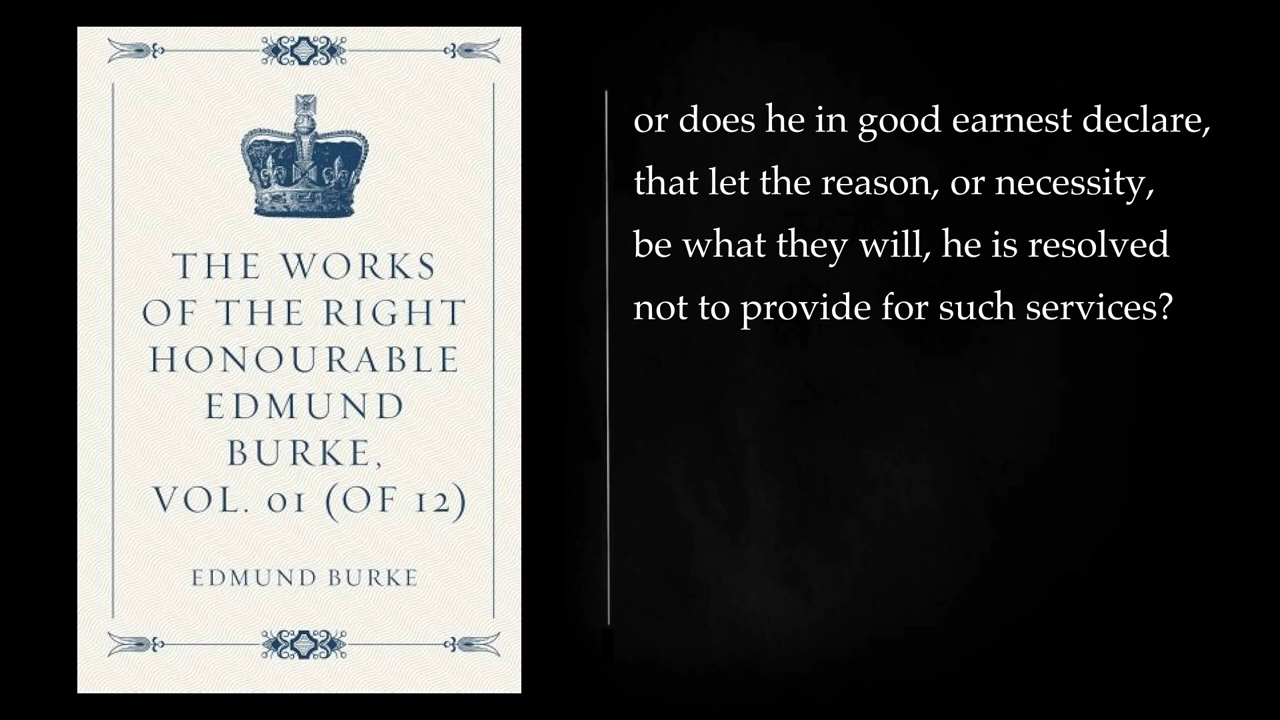 THE WORKS
OF THE RIGHT
HONOURABLE
EDMUND
BURKE,
VOL. 01 (OF 12)
EDMUND BURKE
or does he in good earnest declare,
that let the reason, or necessity,
be what they will, he is resolved
not to provide for such services?